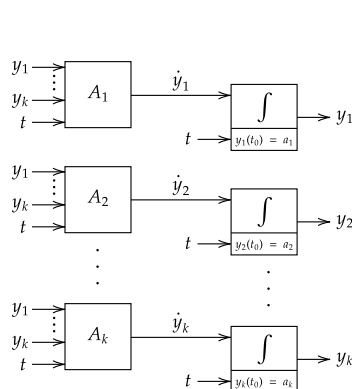 y₁
⋮
yₖ
t
A₁
ẏ₁
∫
t
y₁(t₀) = a₁
y₁
y₁
⋮
yₖ
t
A₂
ẏ₂
∫
t
y₂(t₀) = a₂
y₂
⋮
⋮
y₁
⋮
yₖ
t
Aₖ
ẏₖ
∫
t
yₖ(t₀) = aₖ
yₖ